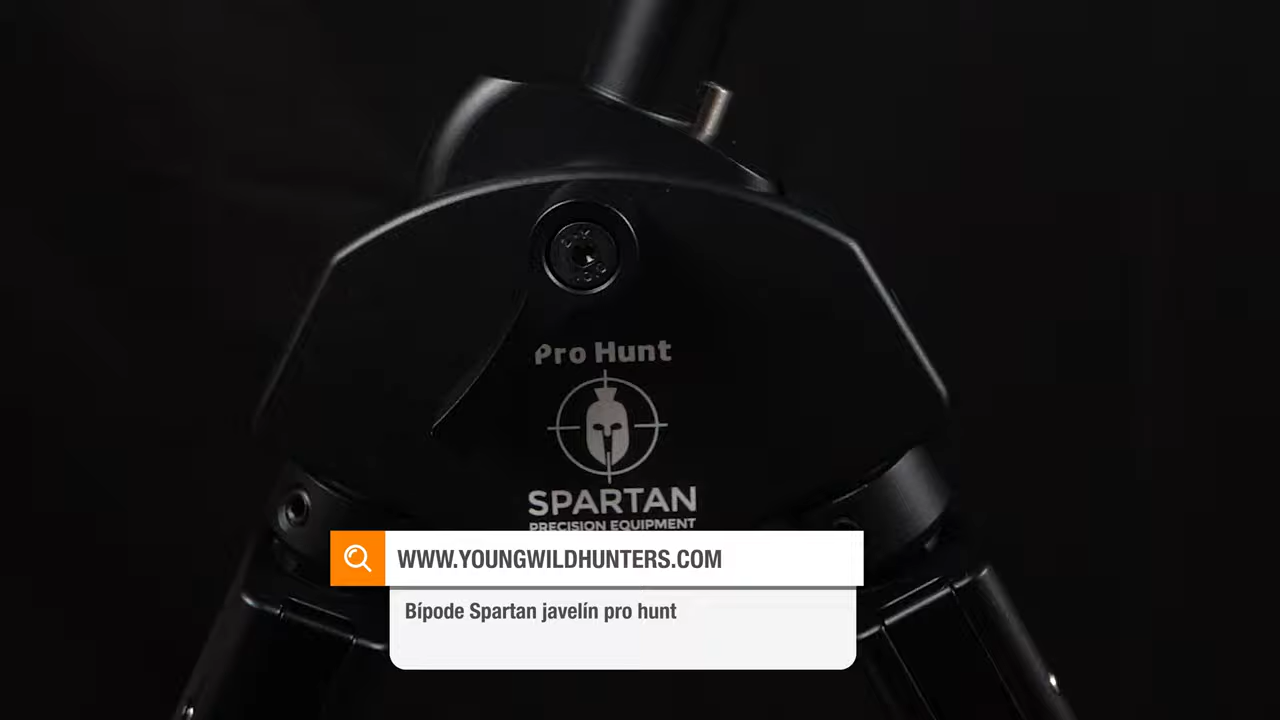 Pro Hunt
SPARTAN
PRECISION EQUIPMENT
WWW.YOUNGWILDHUNTERS.COM
Bípode Spartan javelín pro hunt